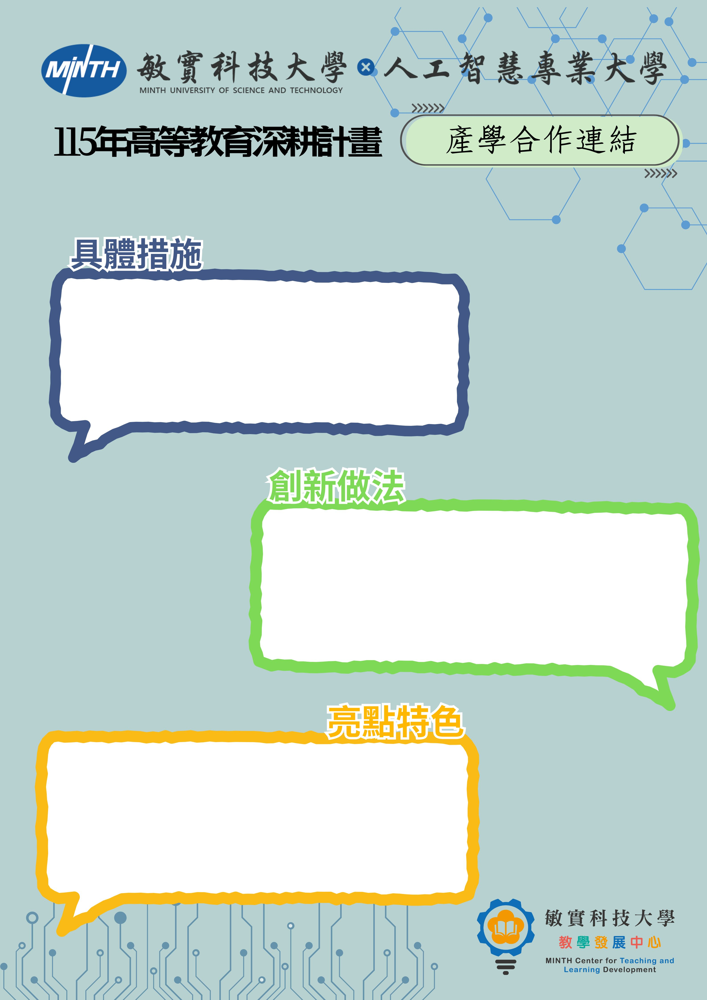 MINTH 敏實科技大學 × 人工智慧專業大學
MINTH UNIVERSITY OF SCIENCE AND TECHNOLOGY
115年高等教育深耕計畫
產學合作連結
具體措施
創新做法
亮點特色
敏實科技大學
教學發展中心
MINTH Center for Teaching and
Learning Development